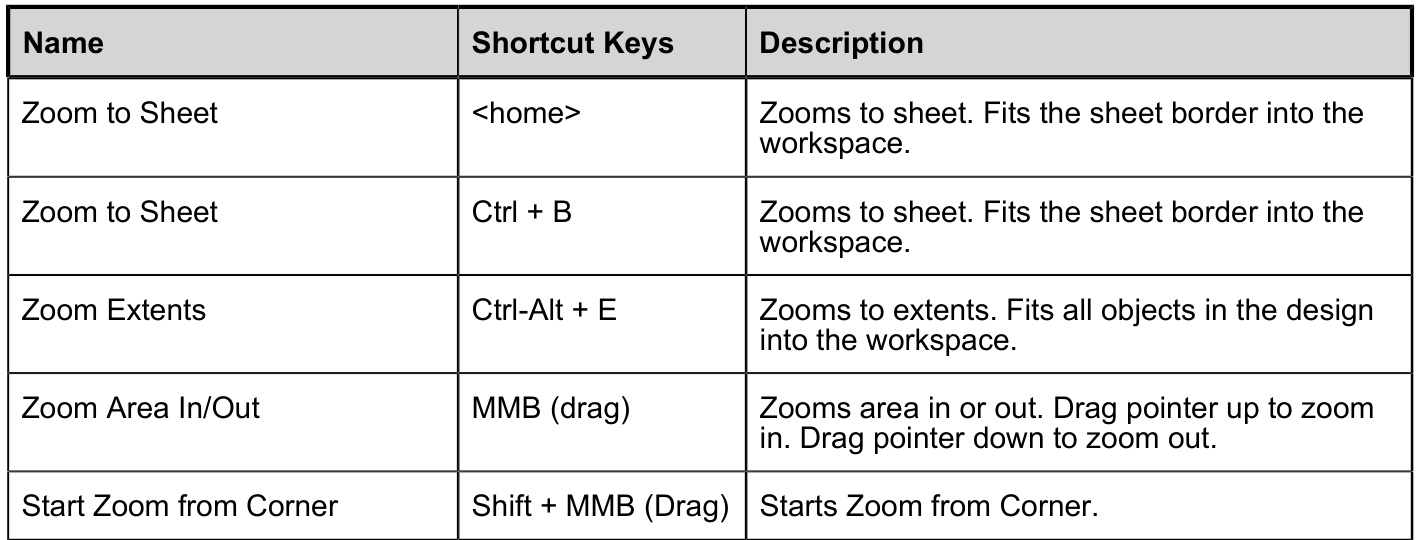 Name Shortcut Keys Description
Zoom to Sheet <home> Zooms to sheet. Fits the sheet border into the
workspace.
Zoom to Sheet Ctrl + B Zooms to sheet. Fits the sheet border into the
workspace.
Zoom Extents Ctrl-Alt + E Zooms to extents. Fits all objects in the design
into the workspace.
Zoom Area In/Out MMB (drag) Zooms area in or out. Drag pointer up to zoom
in. Drag pointer down to zoom out.
Start Zoom from Corner Shift + MMB (Drag) Starts Zoom from Corner.